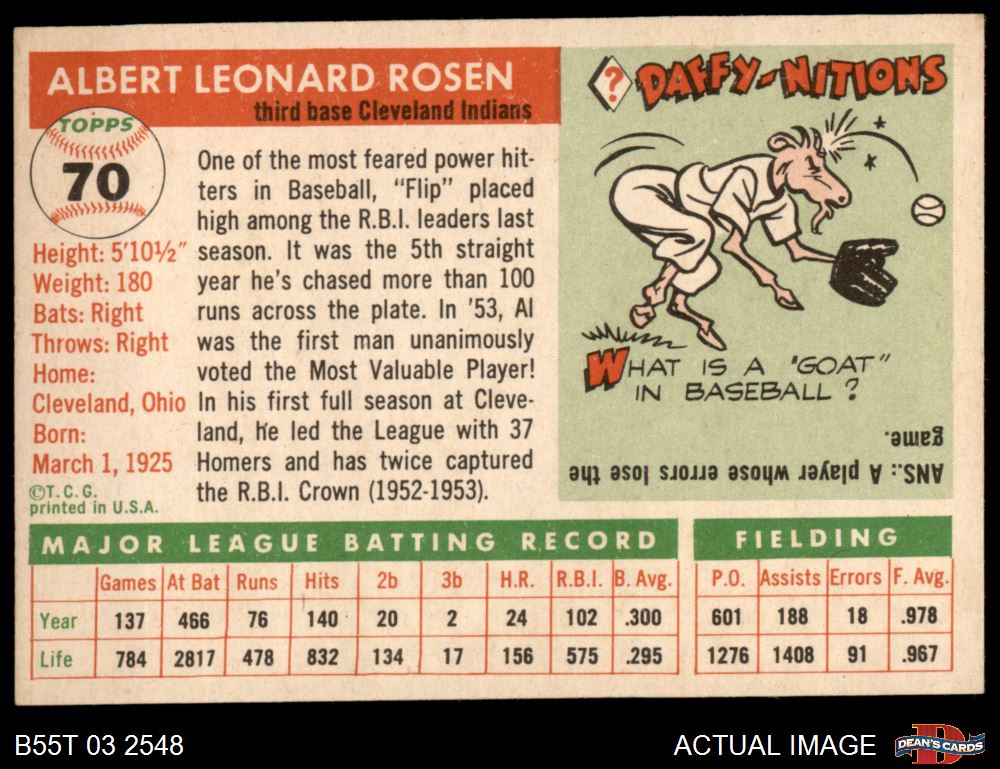 ALBERT LEONARD ROSEN
third base Cleveland Indians
TOPPS
70
Height: 5'10½"
Weight: 180
Bats: Right
Throws: Right
Home:
Cleveland, Ohio
Born:
March 1, 1925
©T.C.G.
printed in U.S.A.
One of the most feared power hit-
ters in Baseball, “Flip” placed
high among the R.B.I. leaders last
season. It was the 5th straight
year he's chased more than 100
runs across the plate. In '53, Al
was the first man unanimously
voted the Most Valuable Player!
In his first full season at Cleve-
land, he led the League with 37
Homers and has twice captured
the R.B.I. Crown (1952-1953).
? DAFFY-NITIONS
WHAT IS A "GOAT"
IN BASEBALL ?
ANS.: A player whose errors lose the
game.
MAJOR LEAGUE BATTING RECORD
Games At Bat Runs Hits 2b 3b H.R. R.B.I. B. Avg.
Year 137 466 76 140 20 2 24 102 .300
Life 784 2817 478 832 134 17 156 575 .295
FIELDING
P.O. Assists Errors F. Avg.
601 188 18 .978
1276 1408 91 .967
B55T 03 2548
ACTUAL IMAGE
D
DEAN'S CARDS